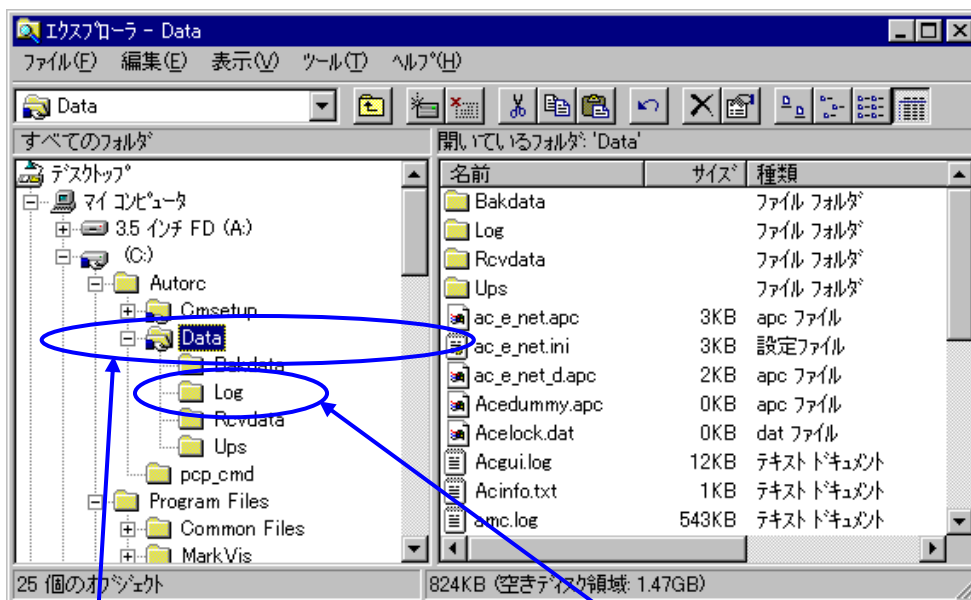 エクスプローラ - Data
ファイル(F) 編集(E) 表示(V) ツール(T) ヘルプ(H)
Data
すべてのフォルダ
開いているフォルダ: 'Data'
デスクトップ
マイ コンピュータ
3.5 インチ FD (A:)
(C:)
Autorc
Cmsetup
Data
Bakdata
Log
Rcvdata
Ups
pcp_cmd
Program Files
Common Files
MarkVis
名前 サイズ 種類
Bakdata ファイル フォルダ
Log ファイル フォルダ
Rcvdata ファイル フォルダ
Ups ファイル フォルダ
ac_e_net.apc 3KB apc ファイル
ac_e_net.ini 3KB 設定ファイル
ac_e_net_d.apc 2KB apc ファイル
Acedummy.apc 0KB apc ファイル
Acelock.dat 0KB dat ファイル
Acgui.log 12KB テキスト ドキュメント
Acinfo.txt 1KB テキスト ドキュメント
amc.log 543KB テキスト ドキュメント
25 個のオブジェクト
824KB (空きディスク領域: 1.47GB)